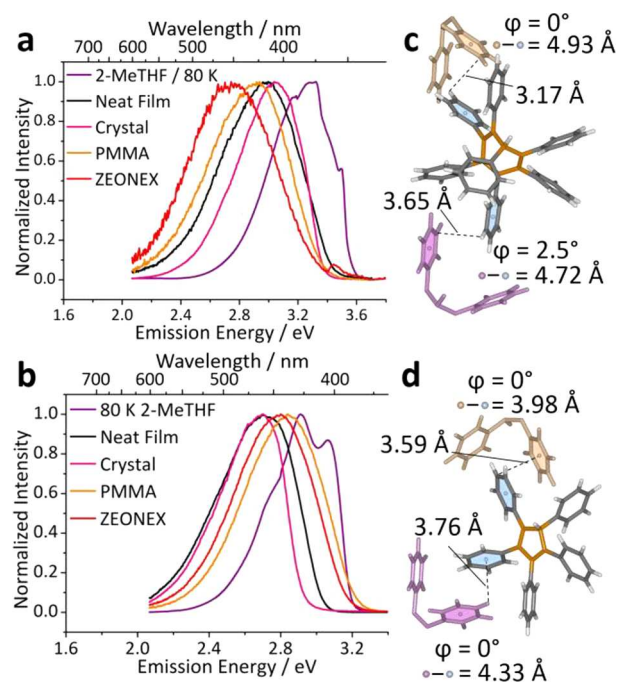 a
Wavelength / nm
700 600 500 400
2-MeTHF / 80 K
Neat Film
Crystal
PMMA
ZEONEX
Normalized Intensity
1.0
0.8
0.6
0.4
0.2
0.0
1.6 2.0 2.4 2.8 3.2 3.6
Emission Energy / eV
c
φ = 0°
= 4.93 Å
3.17 Å
3.65 Å
φ = 2.5°
= 4.72 Å
b
Wavelength / nm
700 600 500 400
80 K 2-MeTHF
Neat Film
Crystal
PMMA
ZEONEX
Normalized Intensity
1.0
0.8
0.6
0.4
0.2
0.0
1.6 2.0 2.4 2.8 3.2
Emission Energy / eV
d
φ = 0°
= 3.98 Å
3.59 Å
3.76 Å
φ = 0°
= 4.33 Å